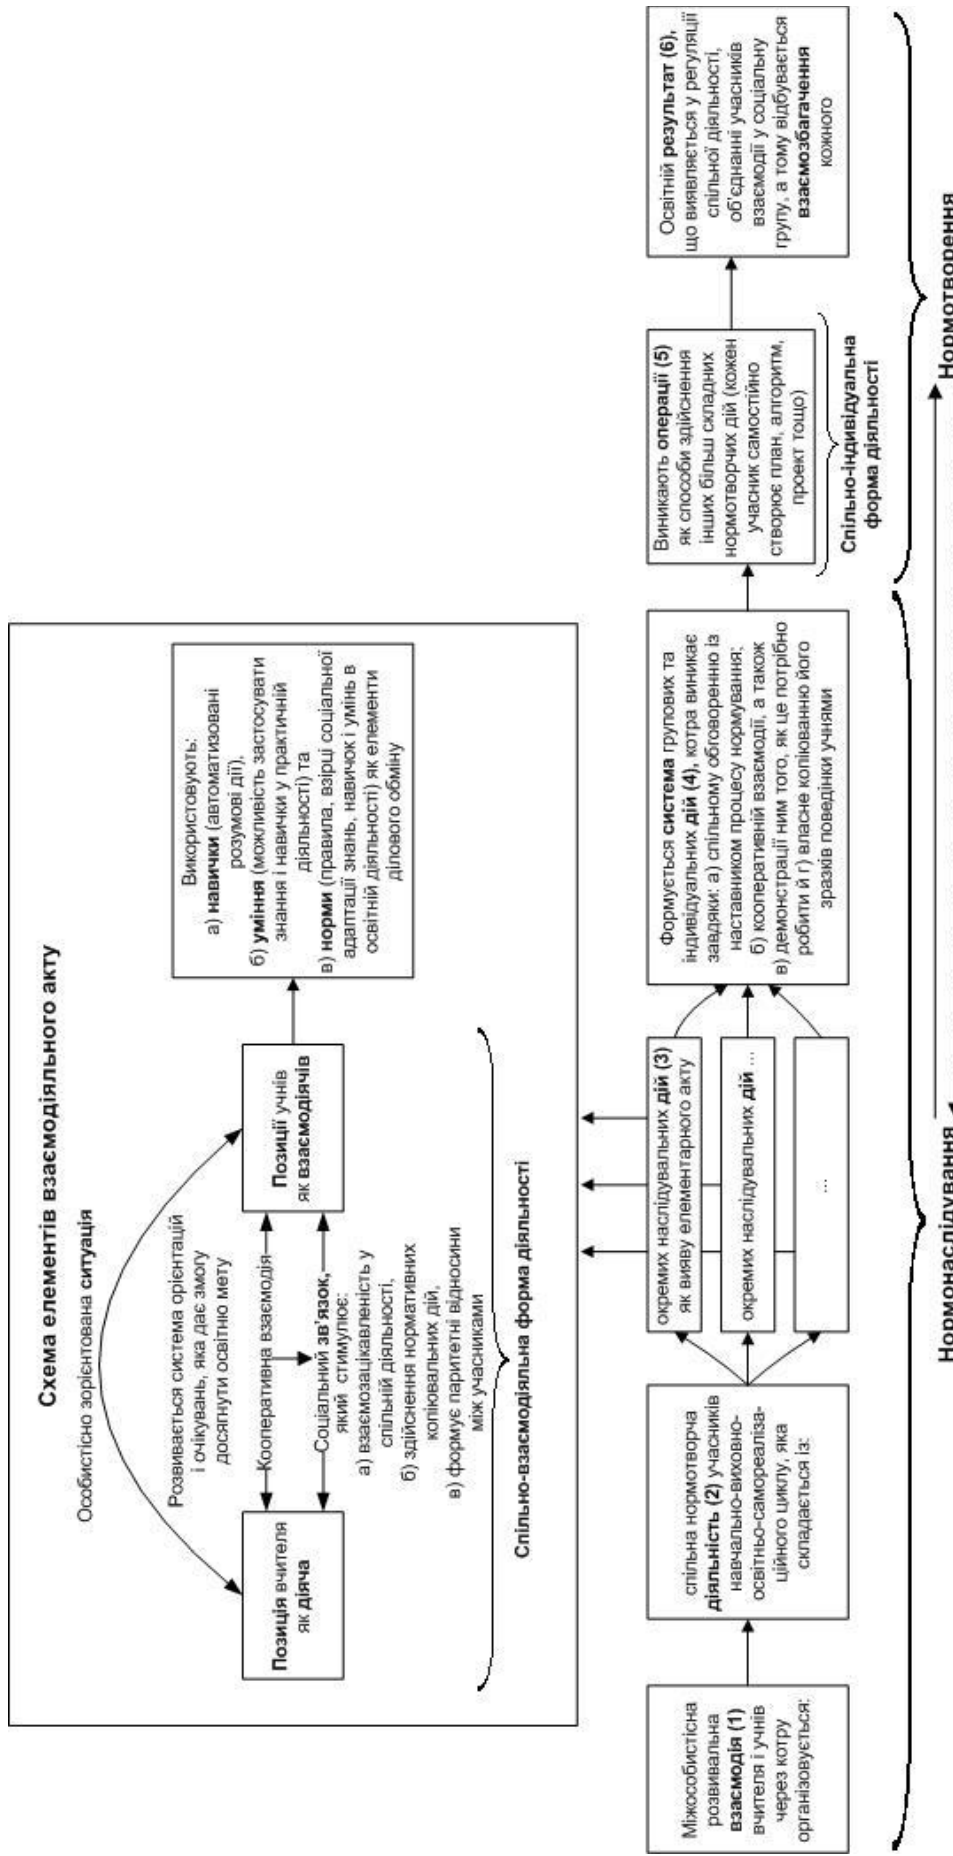 Схема елементів взаємодіяльного акту
Особистісно зорієнтована ситуація
Розвивається система орієнтацій
і очікувань, яка дає змогу
досягнути освітню мету
Позиція вчителя
як діяча
Кооперативна взаємодія
Соціальний зв'язок,
який стимулює:
а) взаємозацікавленість у
спільній діяльності,
б) здійснення нормативних
копіювальних дій,
в) формує паритетні відносини
між учасниками
Позиції учнів
як взаємодіячів
Використовують:
а) навички (автоматизовані
розумові дії),
б) уміння (можливість застосувати
знання і навички у практичній
діяльності) та
в) норми (правила, взірці соціальної
адаптації знань, навичок і умінь в
освітній діяльності) як елементи
ділового обміну
Спільно-взаємодіяльна форма діяльності
Міжособистісна
розвивальна
взаємодія (1)
вчителя і учнів
через котру
організовується:
спільна нормотворча
діяльність (2) учасників
навчально-виховно-
освітньо-самореаліза-
ційного циклу, яка
складається із:
окремих наслідувальних дій (3)
як вияву елементарного акту
окремих наслідувальних дій ...
...
Формується система групових та
індивідуальних дій (4), котра виникає
завдяки: а) спільному обговоренню із
наставником процесу нормування;
б) кооперативній взаємодії, а також
в) демонстрації ним того, як це потрібно
робити й г) власне копіюванню його
зразків поведінки учнями
Виникають операції (5)
як способи здійснення
інших більш складних
нормотворчих дій (кожен
учасник самостійно
створює план, алгоритм,
проект тощо)
Спільно-індивідуальна
форма діяльності
Освітній результат (6),
що виявляється у регуляції
спільної діяльності,
об'єднанні учасників
взаємодії у соціальну
групу, а тому відбувається
взаємозбагачення
кожного
Нормонаслідування
Нормотворення